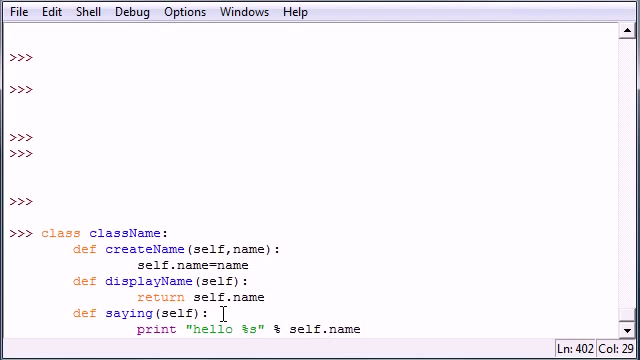 File Edit Shell Debug Options Windows Help
>>>
>>>
>>>
>>>
>>>
>>> class className:
def createName(self,name):
self.name=name
def displayName(self):
return self.name
def saying(self):
print "hello %s" % self.name
Ln: 402 Col: 29